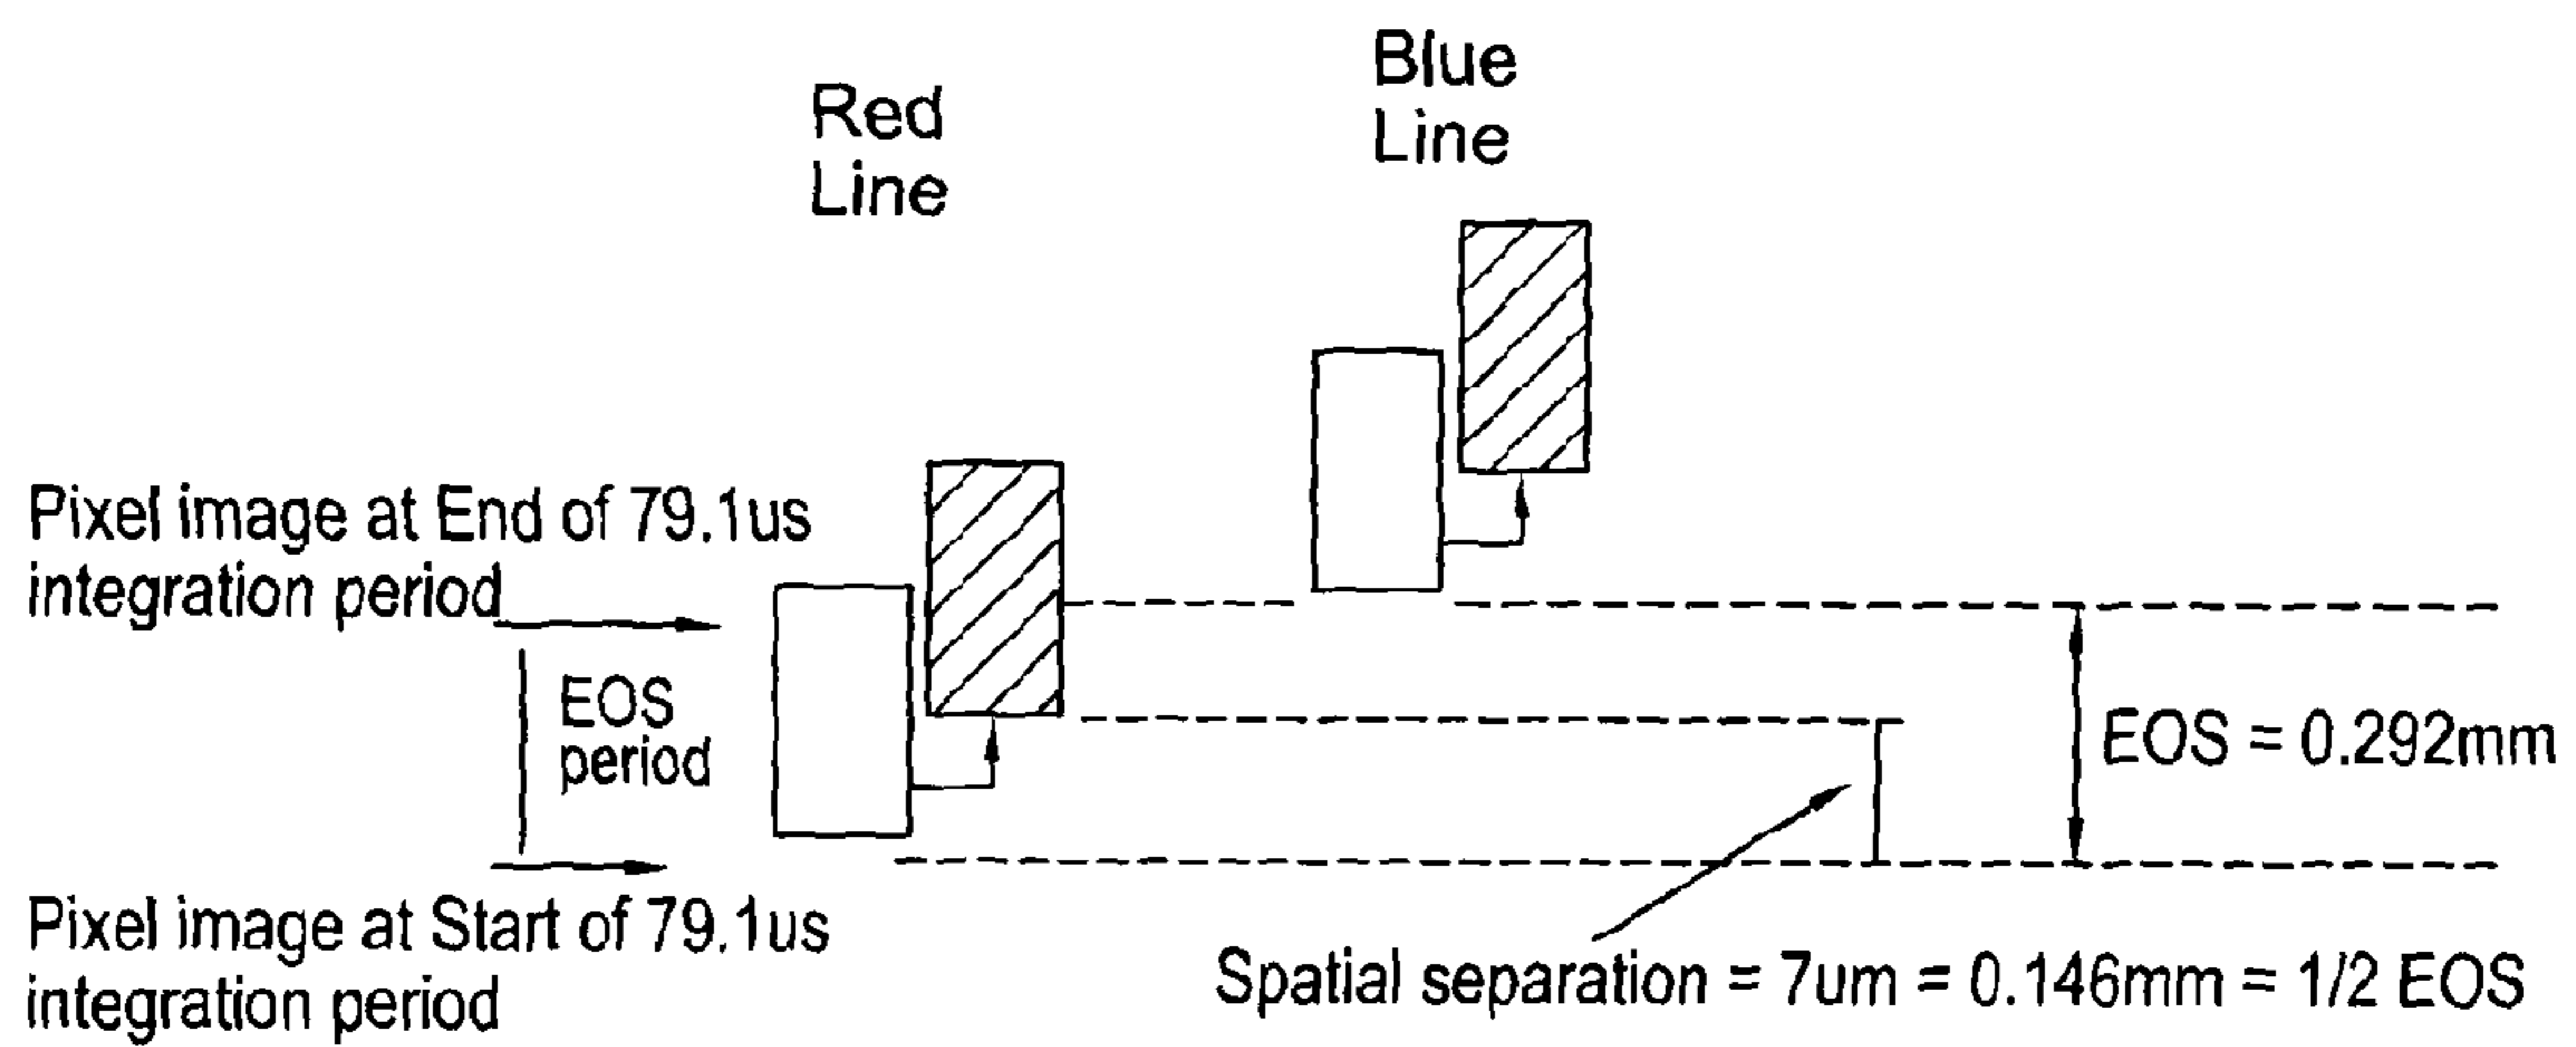 Red
Line
Blue
Line
Pixel image at End of 79.1us
integration period
EOS
period
EOS = 0.292mm
Pixel image at Start of 79.1us
integration period
Spatial separation = 7um = 0.146mm = 1/2 EOS